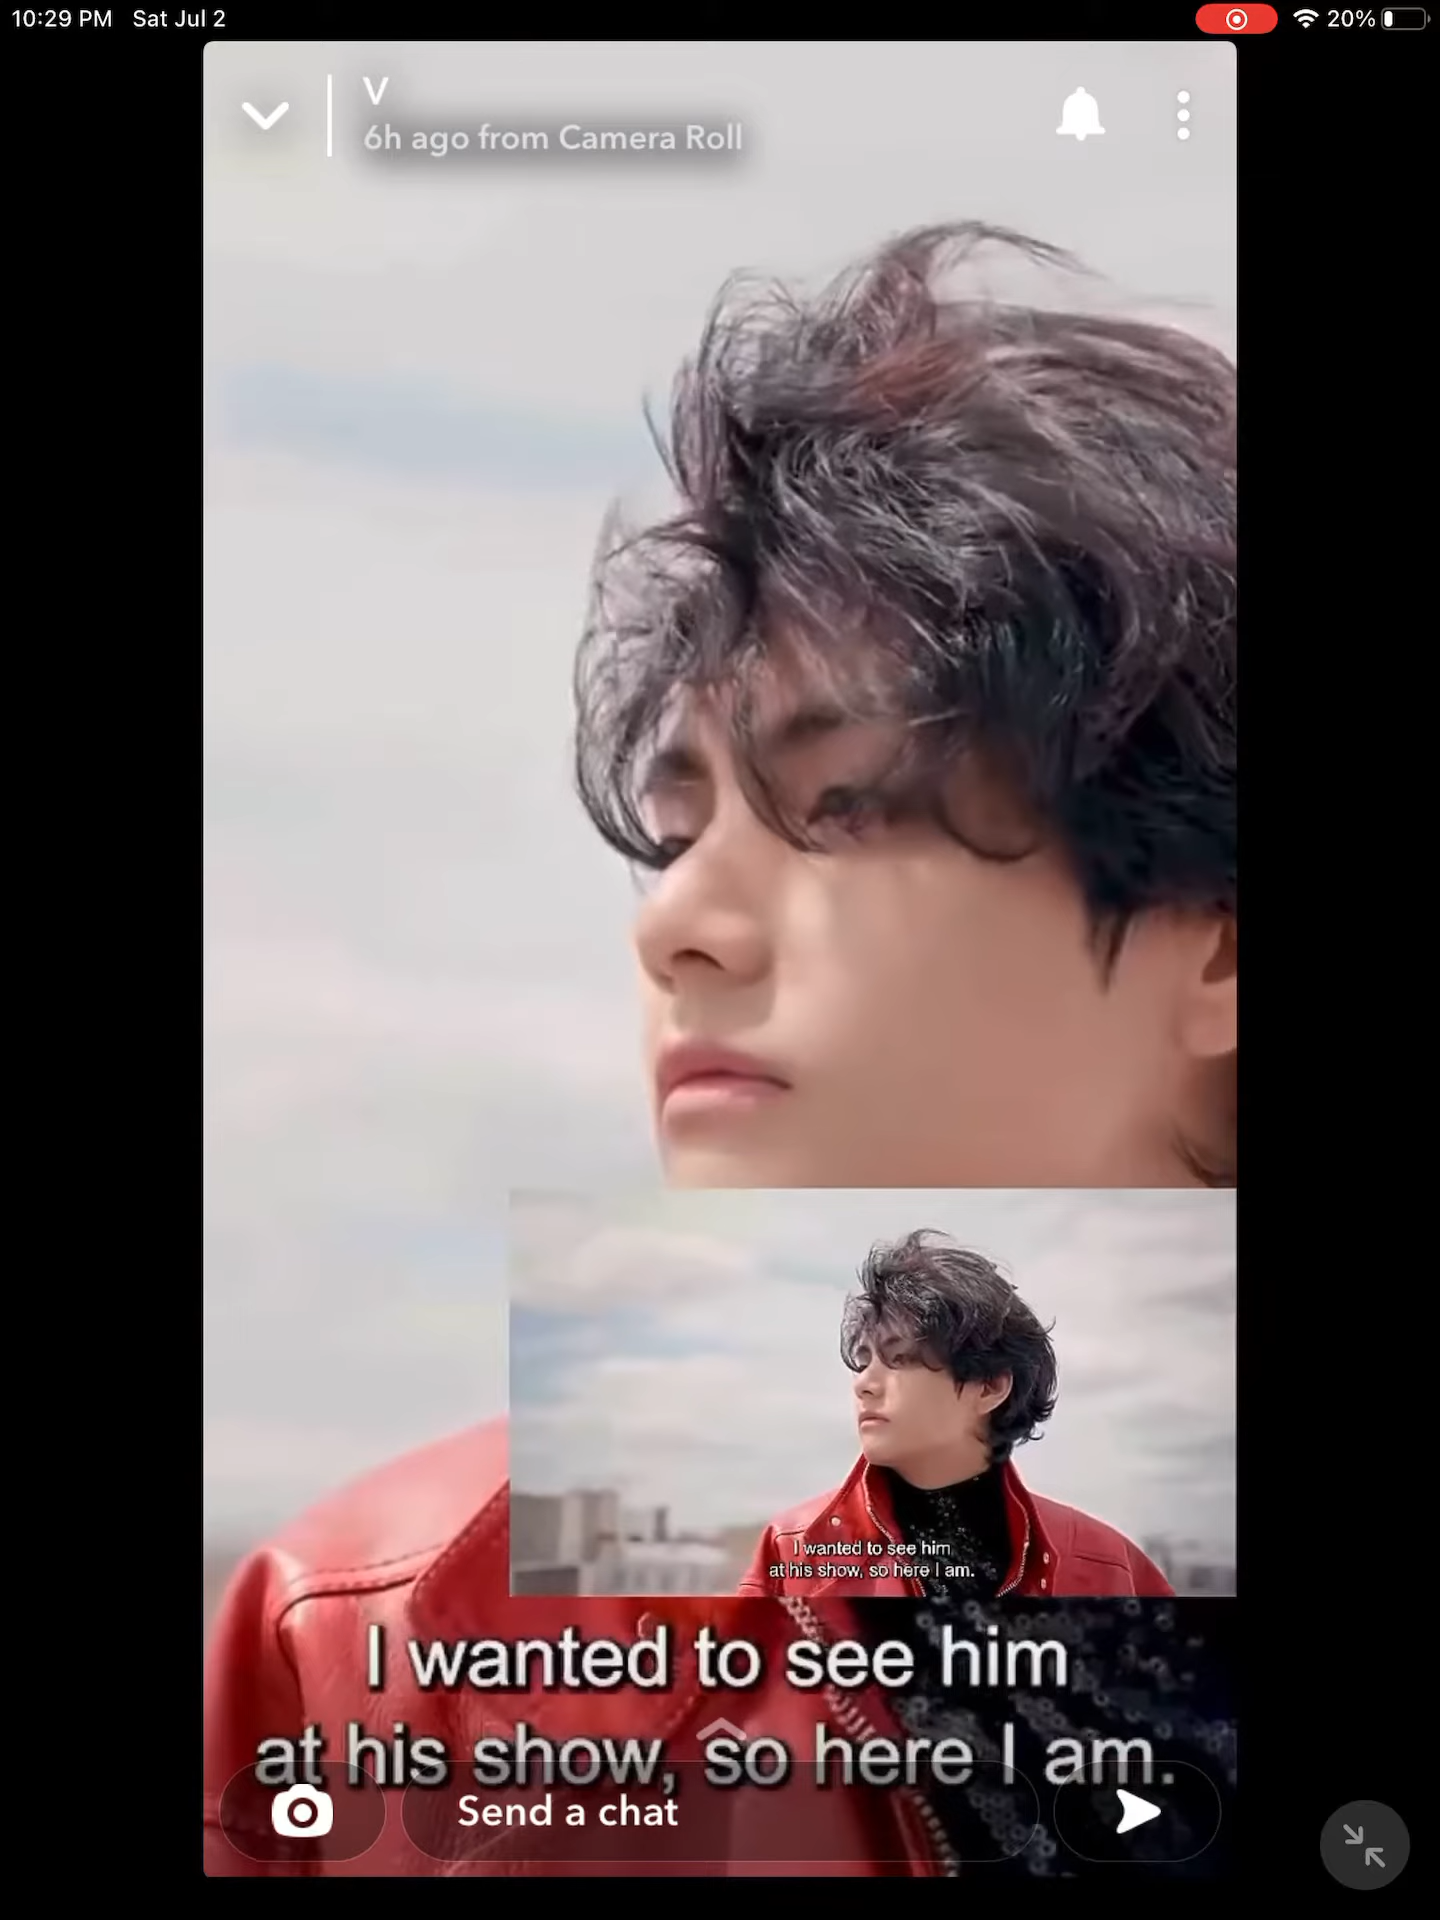 10:29 PM Sat Jul 2
20%
V
6h ago from Camera Roll
I wanted to see him
at his show, so here I am.
I wanted to see him
at his show, so here I am.
Send a chat